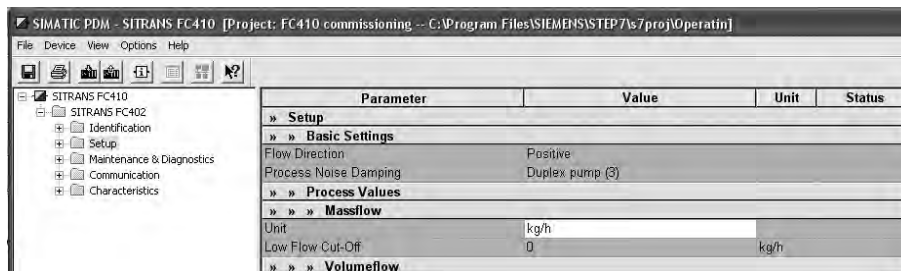 SIMATIC PDM - SITRANS FC410 [Project: FC410 commissioning -- C:\Program Files\SIEMENS\STEP7\s7proj\Operatin]
File Device View Options Help
SITRANS FC410
SITRANS FC402
Identification
Setup
Maintenance & Diagnostics
Communication
Characteristics
Parameter Value Unit Status
» Setup
» » Basic Settings
Flow Direction Positive
Process Noise Damping Duplex pump (3)
» » Process Values
» » » Massflow
Unit kg/h
Low Flow Cut-Off 0 kg/h
» » » Volumeflow